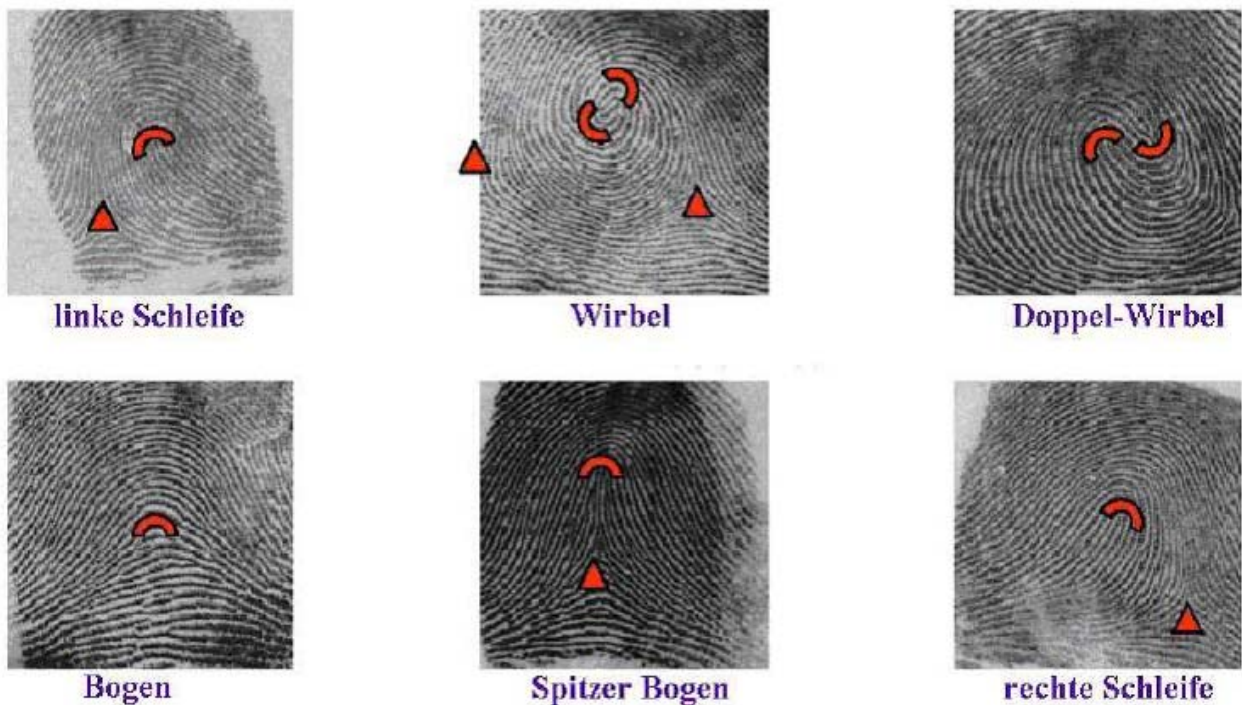 linke Schleife
Wirbel
Doppel-Wirbel
Bogen
Spitzer Bogen
rechte Schleife